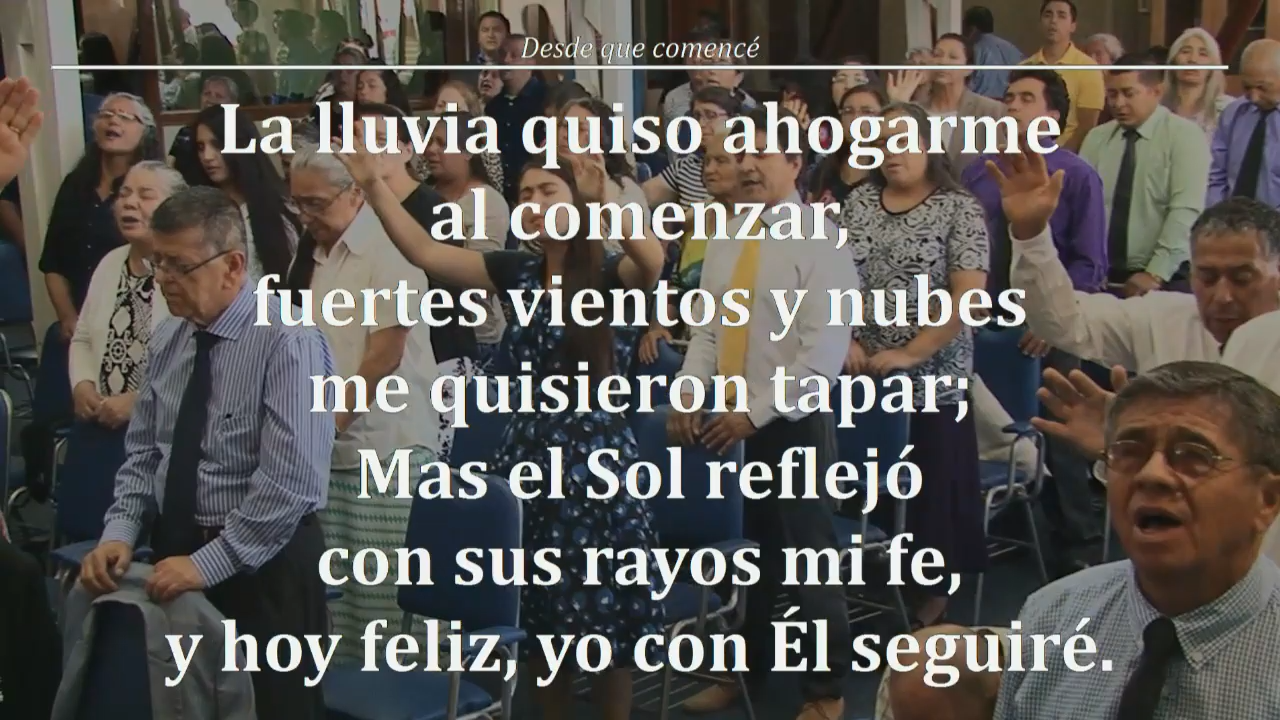 Desde que comencé
La lluvia quiso ahogarme
al comenzar,
fuertes vientos y nubes
me quisieron tapar;
Mas el Sol reflejó
con sus rayos mi fe,
y hoy feliz, yo con Él seguiré.